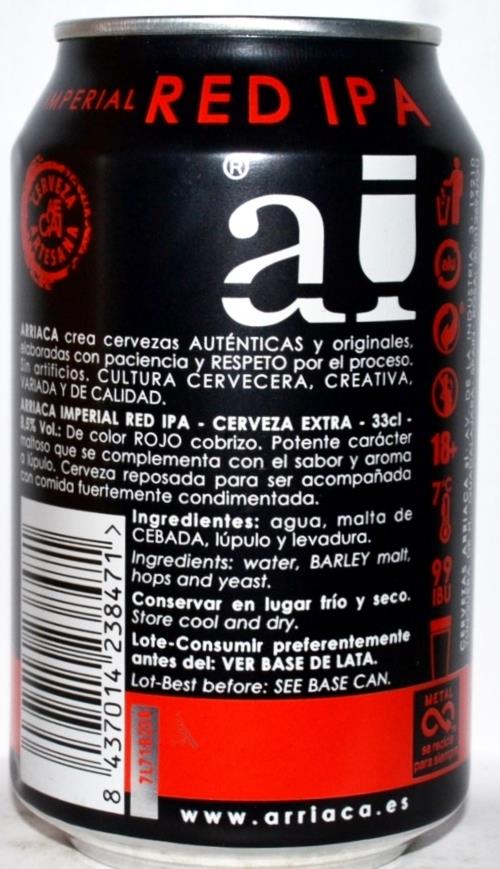 IMPERIAL RED IPA
CERVEZA
ARTESANA
®
ai
ARRIACA crea cervezas AUTÉNTICAS y originales,
elaboradas con paciencia y RESPETO por el proceso.
Sin artificios. CULTURA CERVECERA, CREATIVA,
VARIADA Y DE CALIDAD.
ARRIACA IMPERIAL RED IPA - CERVEZA EXTRA - 33cl -
8,5% Vol.: De color ROJO cobrizo. Potente carácter
maltoso que se complementa con el sabor y aroma
a lúpulo. Cerveza reposada para ser acompañada
con comida fuertemente condimentada.
Ingredientes: agua, malta de
CEBADA, lúpulo y levadura.
Ingredients: water, BARLEY malt,
hops and yeast.
Conservar en lugar frío y seco.
Store cool and dry.
Lote-Consumir preferentemente
antes del: VER BASE DE LATA.
Lot-Best before: SEE BASE CAN.
8 437014 238471 >
www.arriaca.es
alu
18+
7°C
99
IBU
METAL
se recicla
para siempre
CERVEZAS ARRIACA